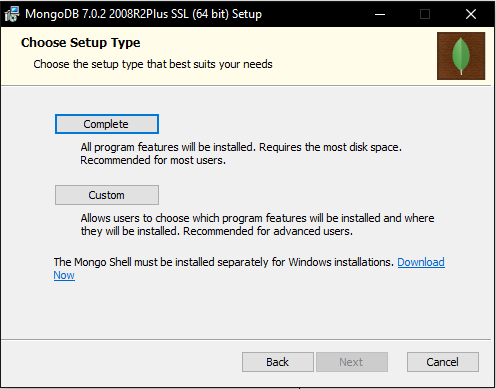 MongoDB 7.0.2 2008R2Plus SSL (64 bit) Setup
Choose Setup Type
Choose the setup type that best suits your needs
Complete
All program features will be installed. Requires the most disk space.
Recommended for most users.
Custom
Allows users to choose which program features will be installed and where
they will be installed. Recommended for advanced users.
The Mongo Shell must be installed separately for Windows installations. Download
Now
Back Next Cancel